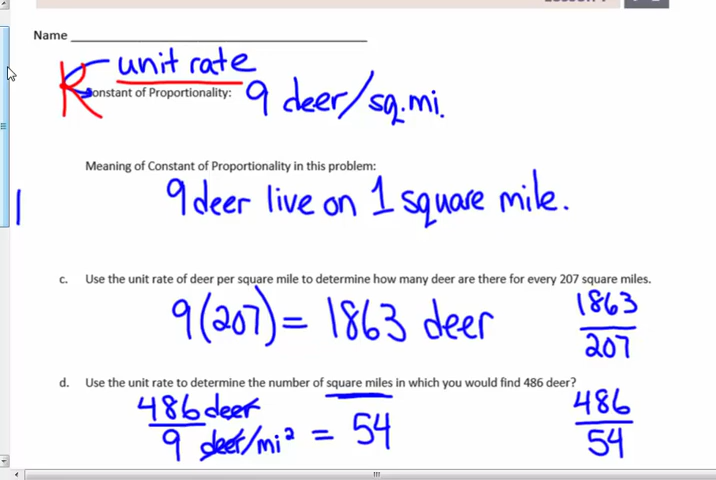 Name
K unit rate
onstant of Proportionality: 9 deer/sq.mi.
Meaning of Constant of Proportionality in this problem:
9 deer live on 1 square mile.
c. Use the unit rate of deer per square mile to determine how many deer are there for every 207 square miles.
9(207) = 1863 deer
1863
207
d. Use the unit rate to determine the number of square miles in which you would find 486 deer?
486 deer
9 deer/mi² = 54
486
54